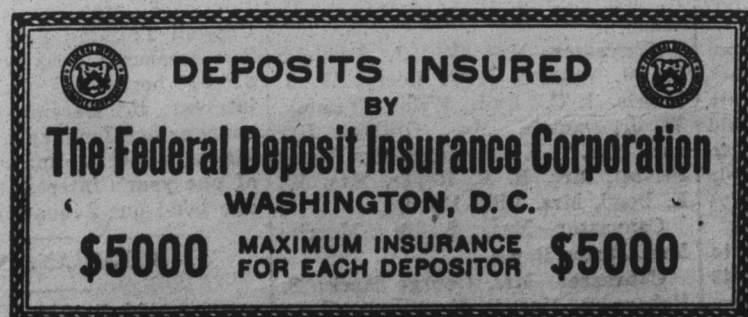 DEPOSITS INSURED
BY
The Federal Deposit Insurance Corporation
WASHINGTON, D. C.
$5000 MAXIMUM INSURANCE FOR EACH DEPOSITOR $5000